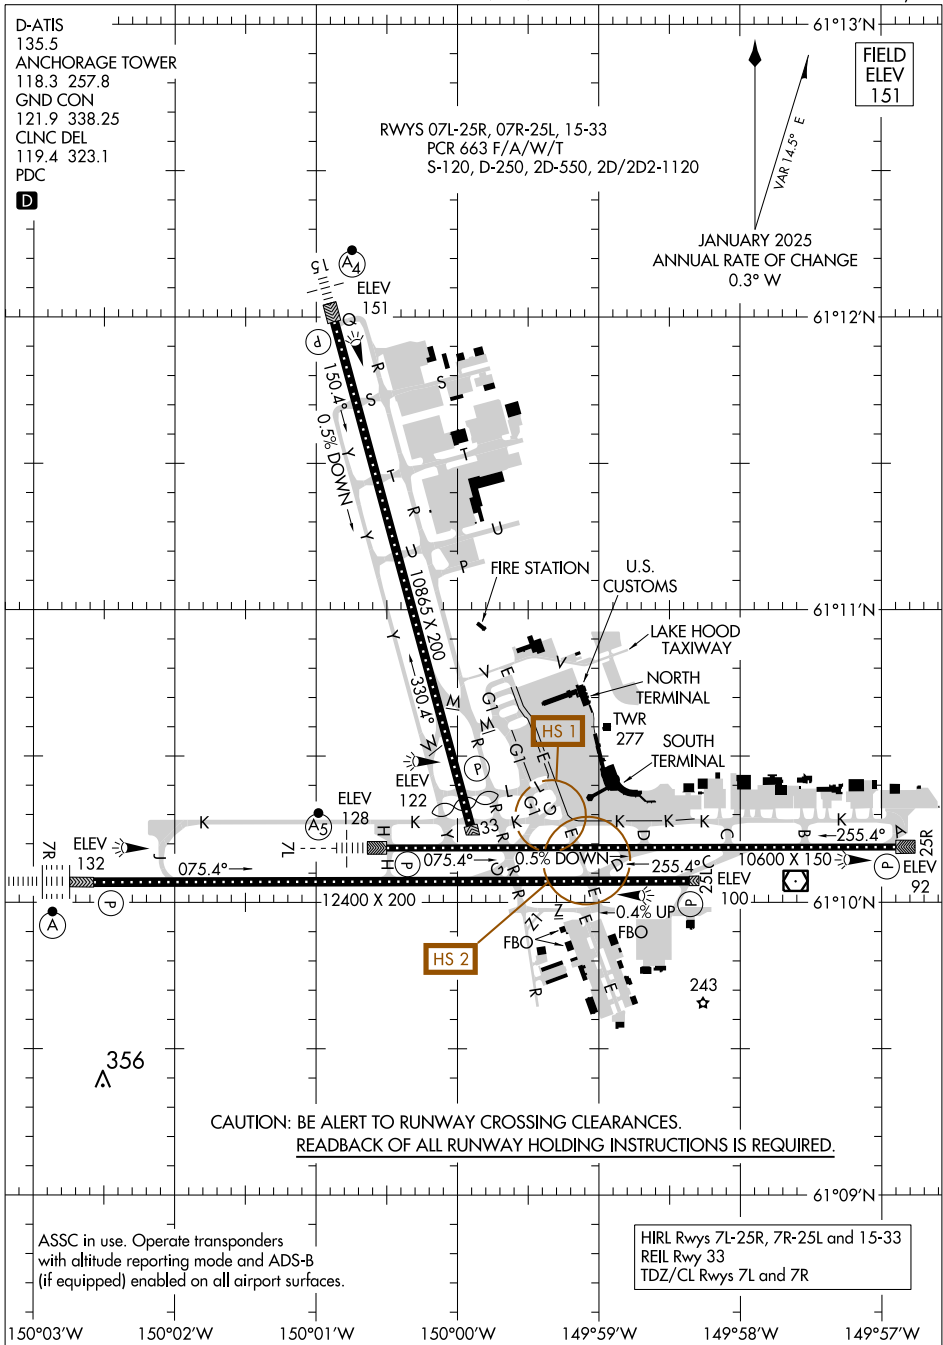 D-ATIS
135.5
ANCHORAGE TOWER
118.3 257.8
GND CON
121.9 338.25
CLNC DEL
119.4 323.1
PDC
D
RWYS 07L-25R, 07R-25L, 15-33
PCR 663 F/A/W/T
S-120, D-250, 2D-550, 2D/2D2-1120
61°13'N
FIELD
ELEV
151
VAR 14.5° E
JANUARY 2025
ANNUAL RATE OF CHANGE
0.3° W
15
A4
ELEV
151
61°12'N
Q
P
R
150.4°
S
S
0.5% DOWN
Y
T
T
R
Y
U
U
P
FIRE STATION
U.S.
CUSTOMS
10865 X 200
61°11'N
Y
LAKE HOOD
TAXIWAY
V
E
V
NORTH
TERMINAL
330.4°
G1
M
M
HS 1
TWR
277
W
R
G1
E
SOUTH
TERMINAL
P
ELEV
122
L
L
G1
G
A5
ELEV
128
K
K
H
Y
33
R
K
E
D
K
K
K
C
B
K
255.4°
A
25R
7R
ELEV
132
J
7L
H
P
075.4°
R
0.5% DOWN
255.4°
C
10600 X 150
P
ELEV
92
075.4°
G
R
D
25L
ELEV
100
P
12400 X 200
R
E
P
61°10'N
A
Z1
Z
E
0.4% UP
FBO
FBO
HS 2
R
E
243
356
CAUTION: BE ALERT TO RUNWAY CROSSING CLEARANCES.
READBACK OF ALL RUNWAY HOLDING INSTRUCTIONS IS REQUIRED.
61°09'N
ASSC in use. Operate transponders
with altitude reporting mode and ADS-B
(if equipped) enabled on all airport surfaces.
HIRL Rwys 7L-25R, 7R-25L and 15-33
REIL Rwy 33
TDZ/CL Rwys 7L and 7R
150°03'W
150°02'W
150°01'W
150°00'W
149°59'W
149°58'W
149°57'W